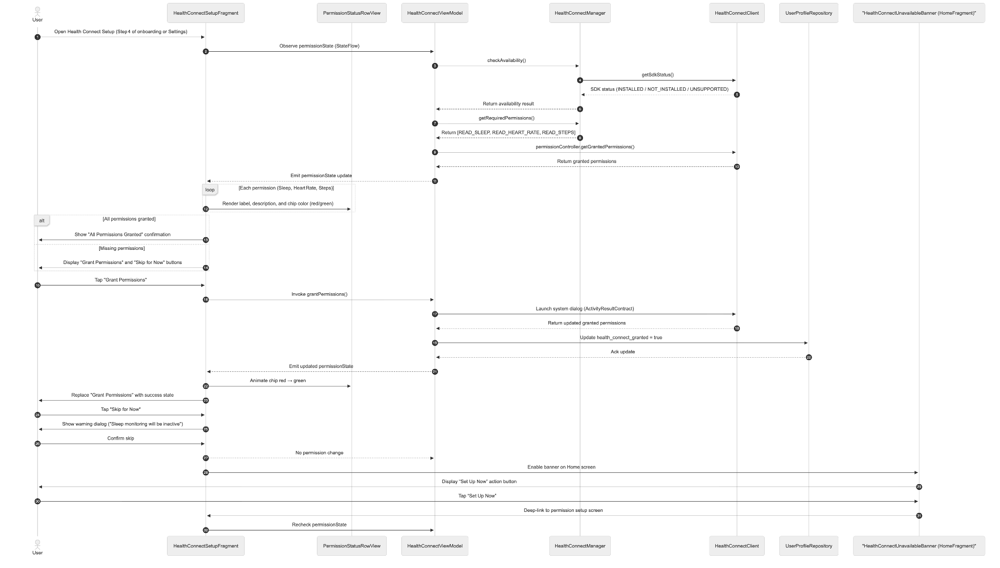 User
HealthConnectSetupFragment
PermissionStatusRowView
HealthConnectViewModel
HealthConnectManager
HealthConnectClient
UserProfileRepository
"HealthConnectUnavailableBanner (HomeFragment)"
1 Open Health Connect Setup (Step 4 of onboarding or Settings)
2 Observe permissionState (StateFlow)
3 checkAvailability()
4 getSdkStatus()
SDK status (INSTALLED / NOT_INSTALLED / UNSUPPORTED) 5
Return availability result 6
7 getRequiredPermissions()
Return [READ_SLEEP, READ_HEART_RATE, READ_STEPS] 8
9 permissionController.getGrantedPermissions()
Return granted permissions 10
Emit permissionState update 11
loop [Each permission (Sleep, Heart Rate, Steps)]
12 Render label, description, and chip color (red/green)
alt [All permissions granted]
Show "All Permissions Granted" confirmation 13
[Missing permissions]
Display "Grant Permissions" and "Skip for Now" buttons 14
15 Tap "Grant Permissions"
16 Invoke grantPermissions()
17 Launch system dialog (ActivityResultContract)
Return updated granted permissions 18
19 Update health_connect_granted = true
Ack update 20
Emit updated permissionState 21
22 Animate chip red → green
Replace "Grant Permissions" with success state 23
24 Tap "Skip for Now"
Show warning dialog ("Sleep monitoring will be inactive") 25
26 Confirm skip
27 No permission change
28 Enable banner on Home screen
Display “Set Up Now” action button 29
30 Tap “Set Up Now”
Deep-link to permission setup screen 31
32 Recheck permissionState
User
HealthConnectSetupFragment
PermissionStatusRowView
HealthConnectViewModel
HealthConnectManager
HealthConnectClient
UserProfileRepository
"HealthConnectUnavailableBanner (HomeFragment)"